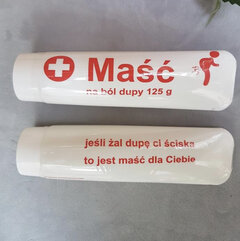 Maść
na ból dupy 125 g
jeśli żal dupę ci ściska
to jest maść dla Ciebie